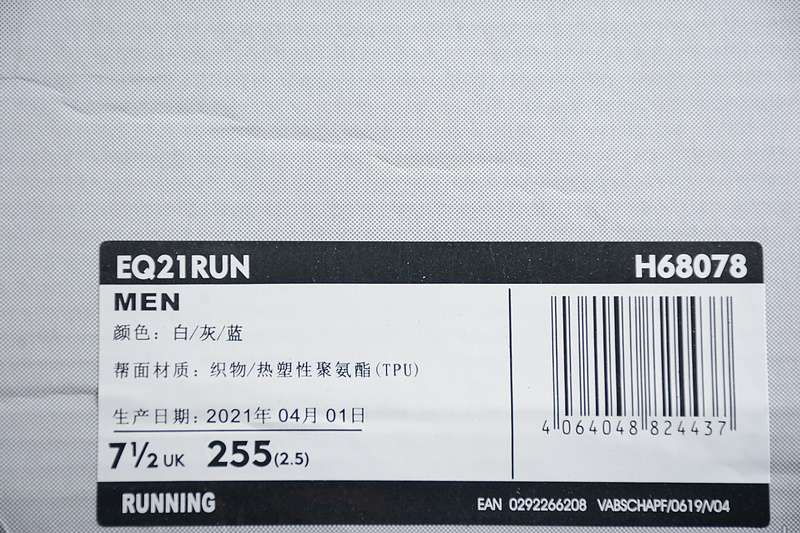 EQ21RUN H68078
MEN
颜色: 白/灰/蓝
帮面材质: 织物/热塑性聚氨酯(TPU)
生产日期: 2021年 04月 01日
7½ UK 255(2.5)
4 064048 824437
RUNNING EAN 0292266208 VABSCHAPF/0619/V04